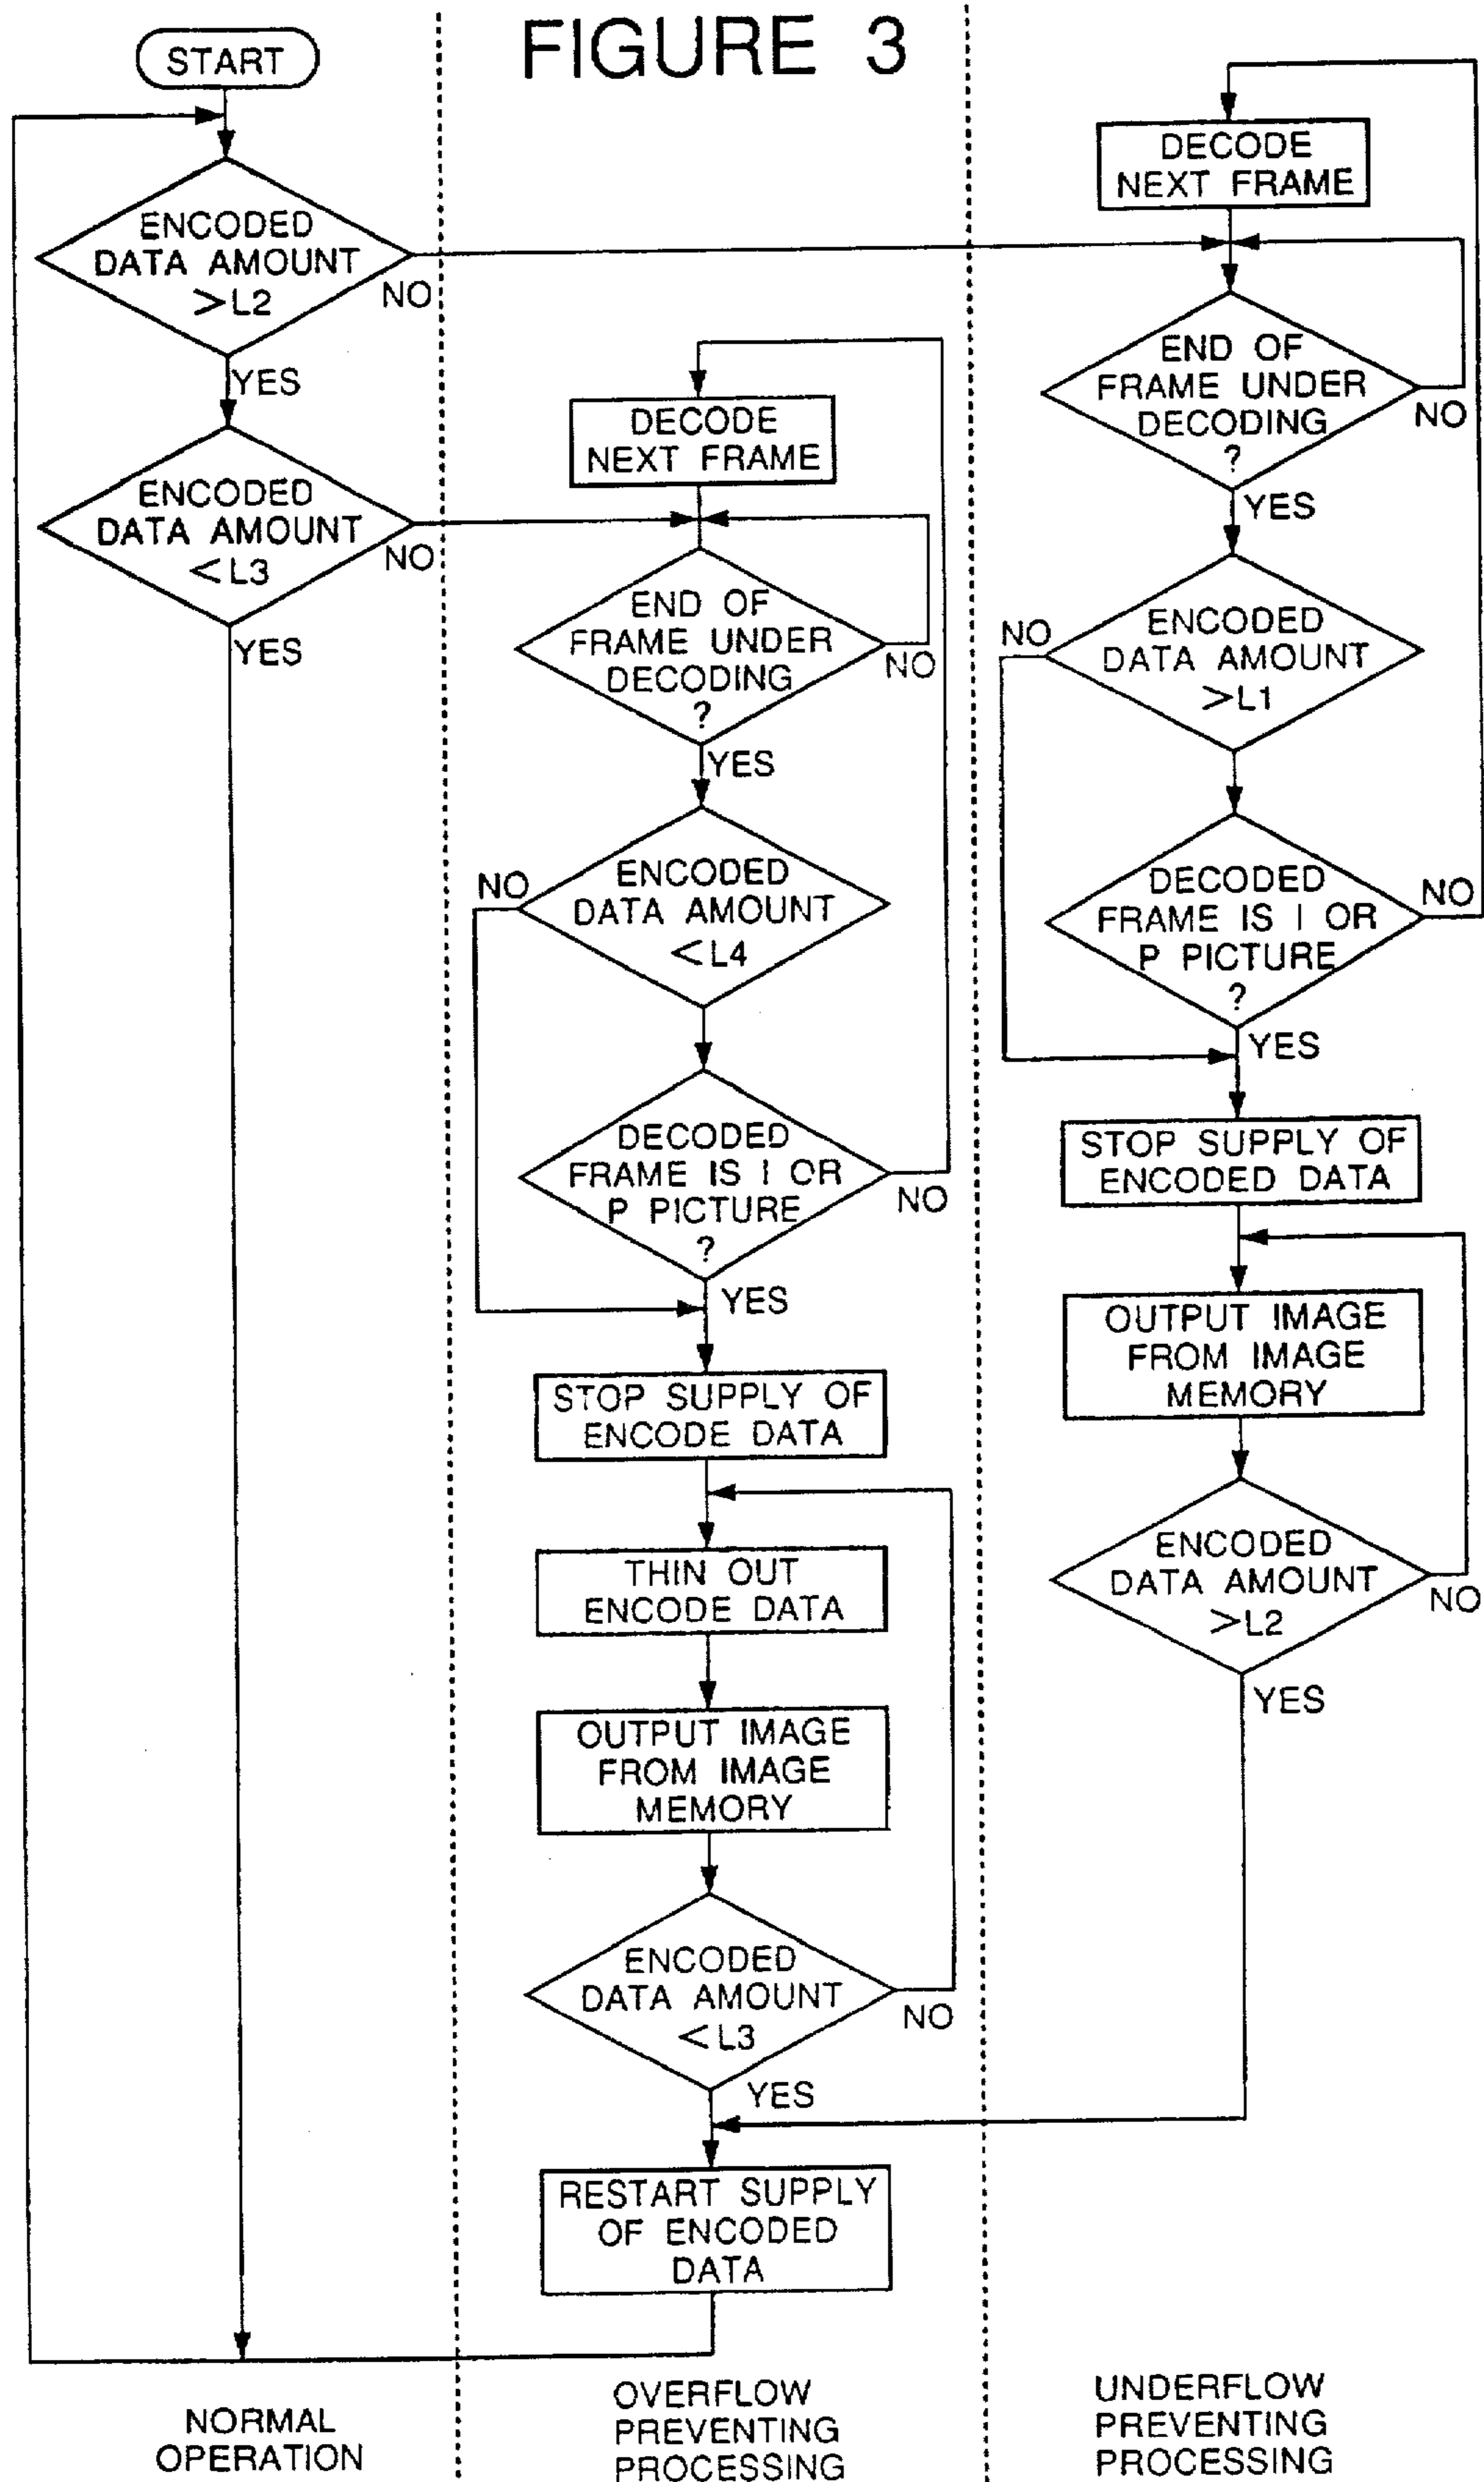 FIGURE 3
START
ENCODED
DATA AMOUNT
>L2
NO
YES
ENCODED
DATA AMOUNT
<L3
NO
YES
NORMAL
OPERATION
DECODE
NEXT FRAME
END OF
FRAME UNDER
DECODING
?
NO
YES
ENCODED
DATA AMOUNT
<L4
NO
DECODED
FRAME IS I OR
P PICTURE
?
NO
YES
STOP SUPPLY OF
ENCODE DATA
THIN OUT
ENCODE DATA
OUTPUT IMAGE
FROM IMAGE
MEMORY
ENCODED
DATA AMOUNT
<L3
NO
YES
RESTART SUPPLY
OF ENCODED
DATA
OVERFLOW
PREVENTING
PROCESSING
DECODE
NEXT FRAME
END OF
FRAME UNDER
DECODING
?
NO
YES
ENCODED
DATA AMOUNT
>L1
NO
DECODED
FRAME IS I OR
P PICTURE
?
NO
YES
STOP SUPPLY OF
ENCODED DATA
OUTPUT IMAGE
FROM IMAGE
MEMORY
ENCODED
DATA AMOUNT
>L2
NO
YES
UNDERFLOW
PREVENTING
PROCESSING